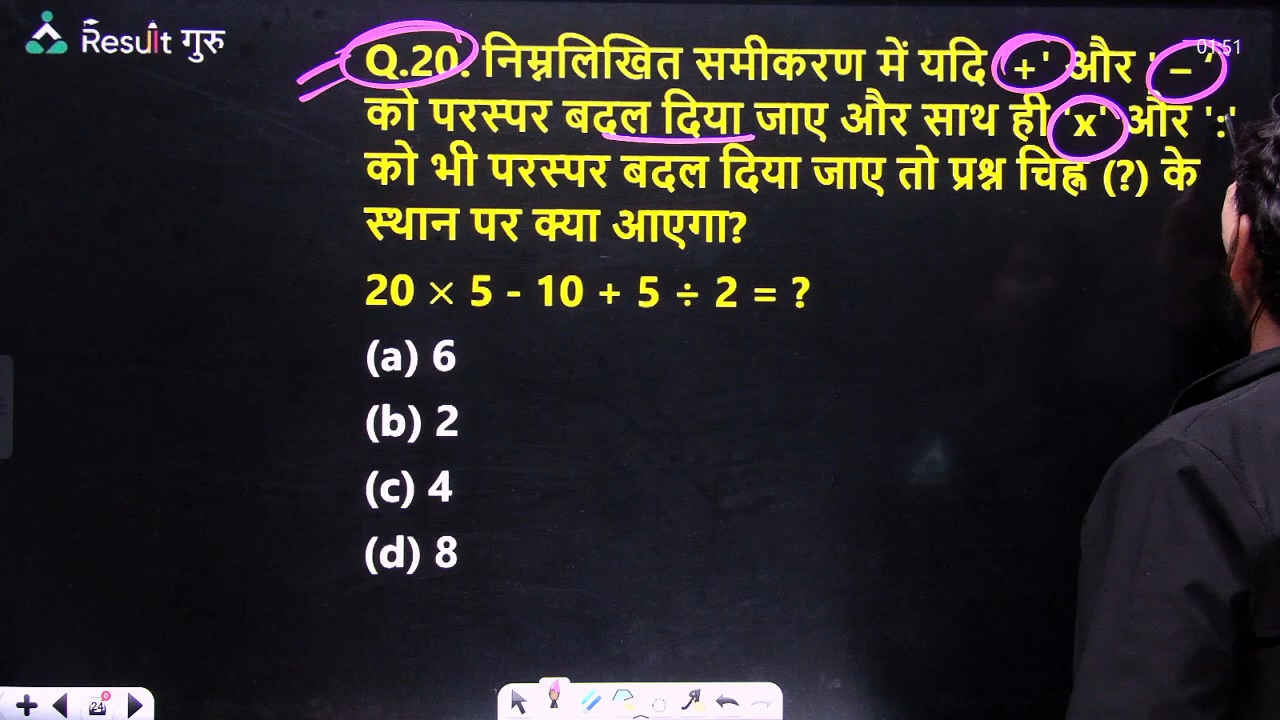 Result गुरु
01:51
Q.20. निम्नलिखित समीकरण में यदि '+' और '–'
को परस्पर बदल दिया जाए और साथ ही 'x' ओर ':'
को भी परस्पर बदल दिया जाए तो प्रश्न चिह्न (?) के
स्थान पर क्या आएगा?
20 × 5 - 10 + 5 ÷ 2 = ?
(a) 6
(b) 2
(c) 4
(d) 8
24